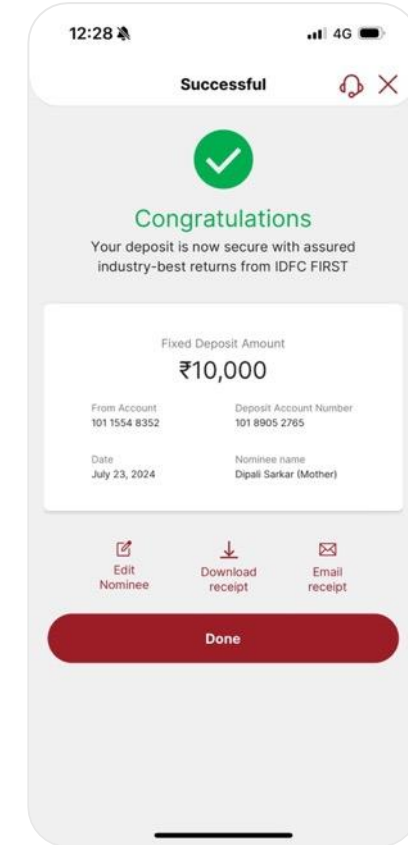 12:28
4G
Successful
Congratulations
Your deposit is now secure with assured
industry-best returns from IDFC FIRST
Fixed Deposit Amount
₹10,000
From Account
101 1554 8352
Deposit Account Number
101 8905 2765
Date
July 23, 2024
Nominee name
Dipali Sarkar (Mother)
Edit
Nominee
Download
receipt
Email
receipt
Done